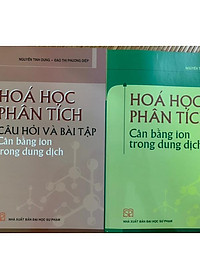 NGUYỄN TINH DUNG - ĐÀO THỊ PHƯƠNG DIỆP
HOÁ HỌC
PHÂN TÍCH
CÂU HỎI VÀ BÀI TẬP
Cân bằng ion
trong dung dịch
NHÀ XUẤT BẢN ĐẠI HỌC SƯ PHẠM
HOÁ HỌC
PHÂN TÍC
Cân bằng ion
trong dung dịch
NHÀ XUẤT BẢN ĐẠI HỌC SƯ PHẠM